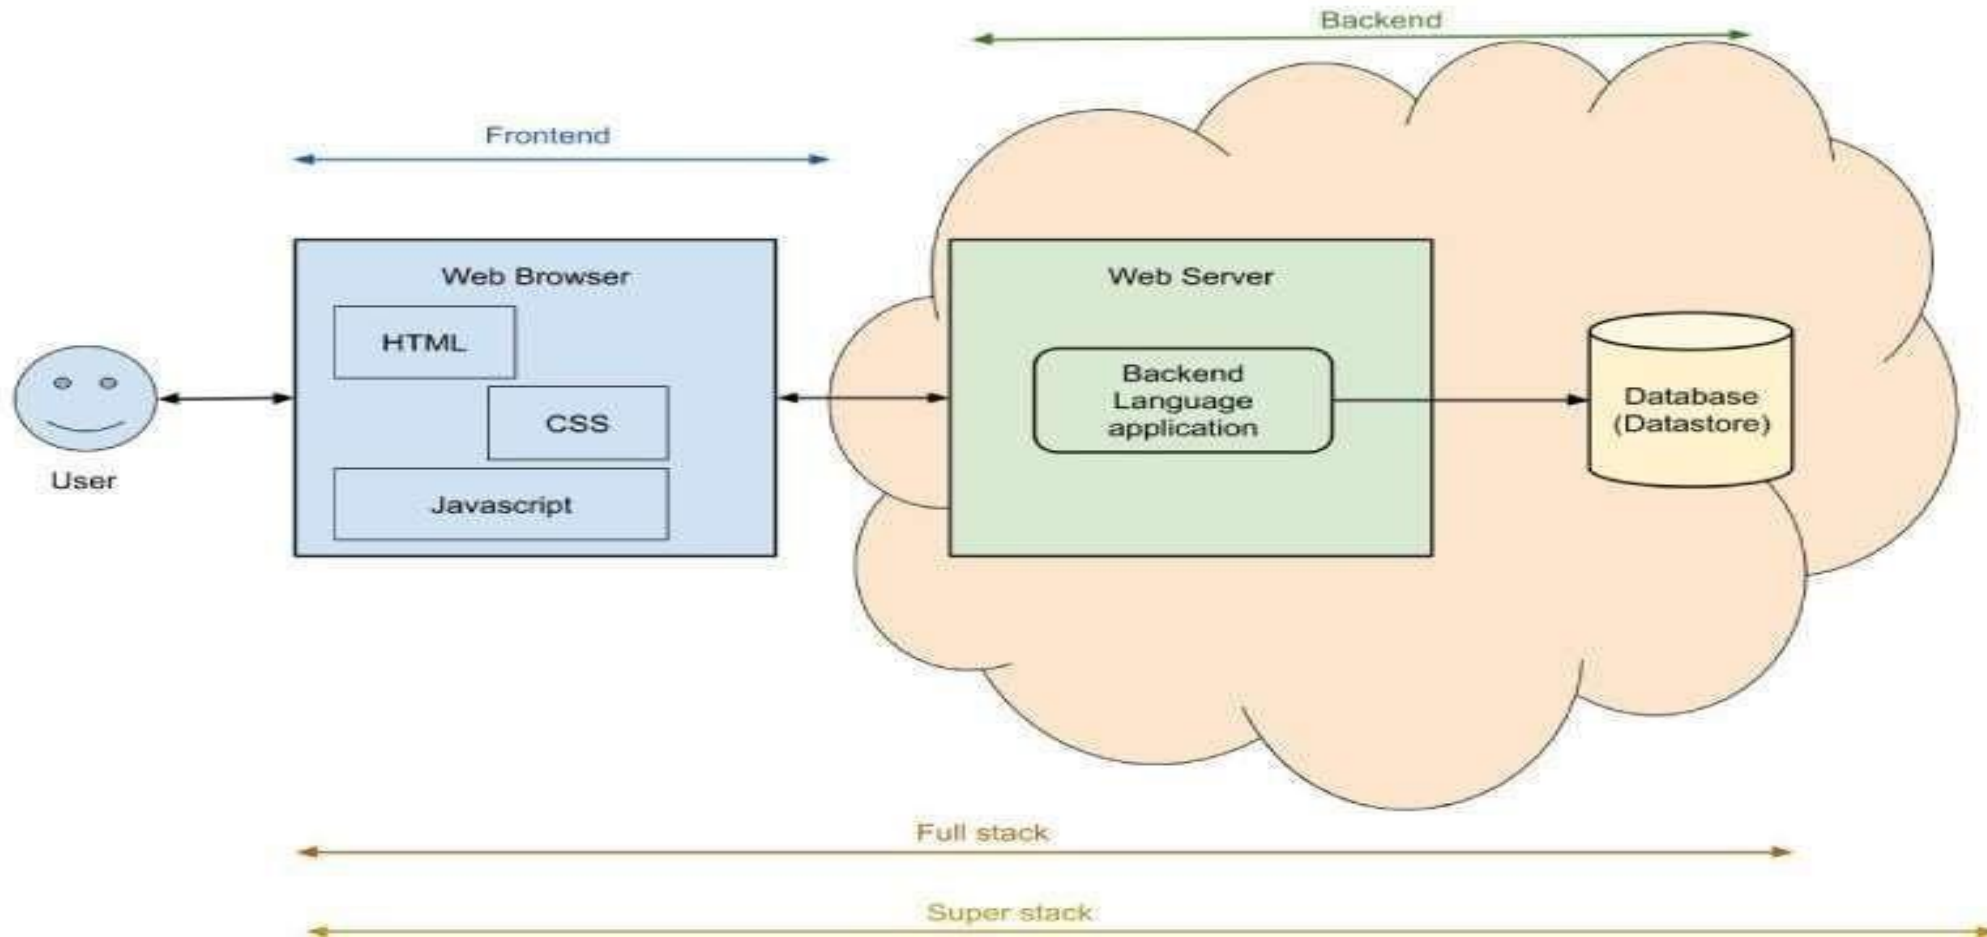 Backend
Frontend
Web Browser
HTML
CSS
Javascript
User
Web Server
Backend
Language
application
Database
(Datastore)
Full stack
Super stack